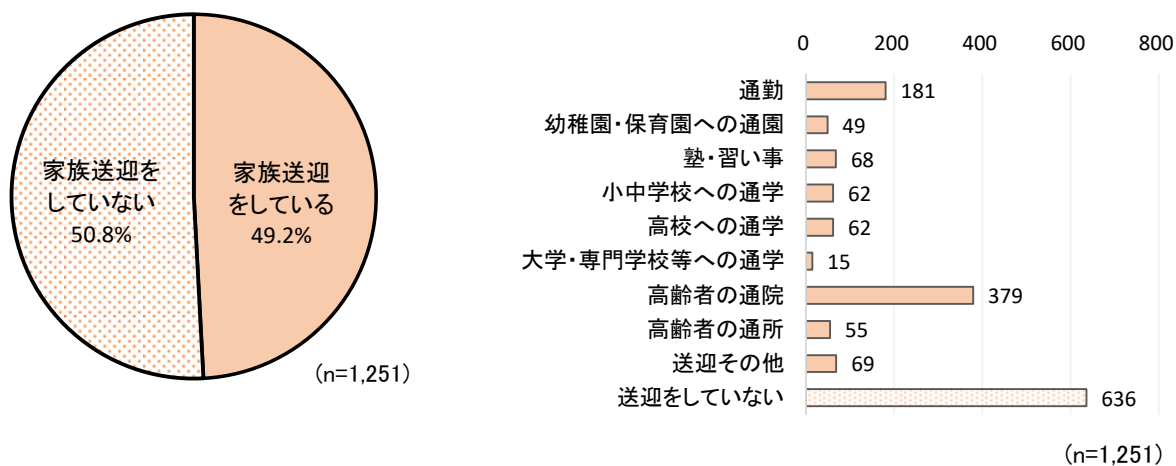 家族送迎を
していない
50.8%
家族送迎
をしている
49.2%
(n=1,251)
0 200 400 600 800
通勤 181
幼稚園・保育園への通園 49
塾・習い事 68
小中学校への通学 62
高校への通学 62
大学・専門学校等への通学 15
高齢者の通院 379
高齢者の通所 55
送迎その他 69
送迎をしていない 636
(n=1,251)